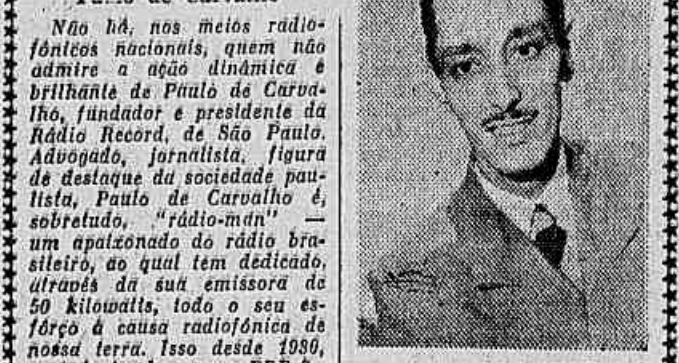 de Carvalho
Não há, nos meios radio-
fônicos nacionais, quem não
admire a ação dinâmica e
brilhante de Paulo de Carva-
lho, fundador e presidente da
Rádio Record, de São Paulo.
Advogado, jornalista, figura
de destaque da sociedade pau-
lista, Paulo de Carvalho é,
sobretudo, "rádio-man" —
um apaixonado do rádio bra-
sileiro, ao qual tem dedicado,
através da sua emissora de
50 kilowatts, todo o seu es-
fôrço à causa radiofônica de
nossa terra. Isso desde 1930,